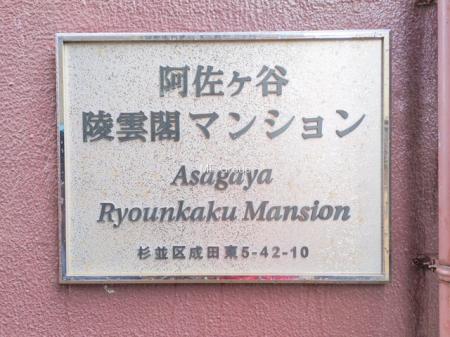 阿佐ヶ谷
陵雲閣マンション
Asagaya
Ryounkaku Mansion
杉並区成田東5-42-10